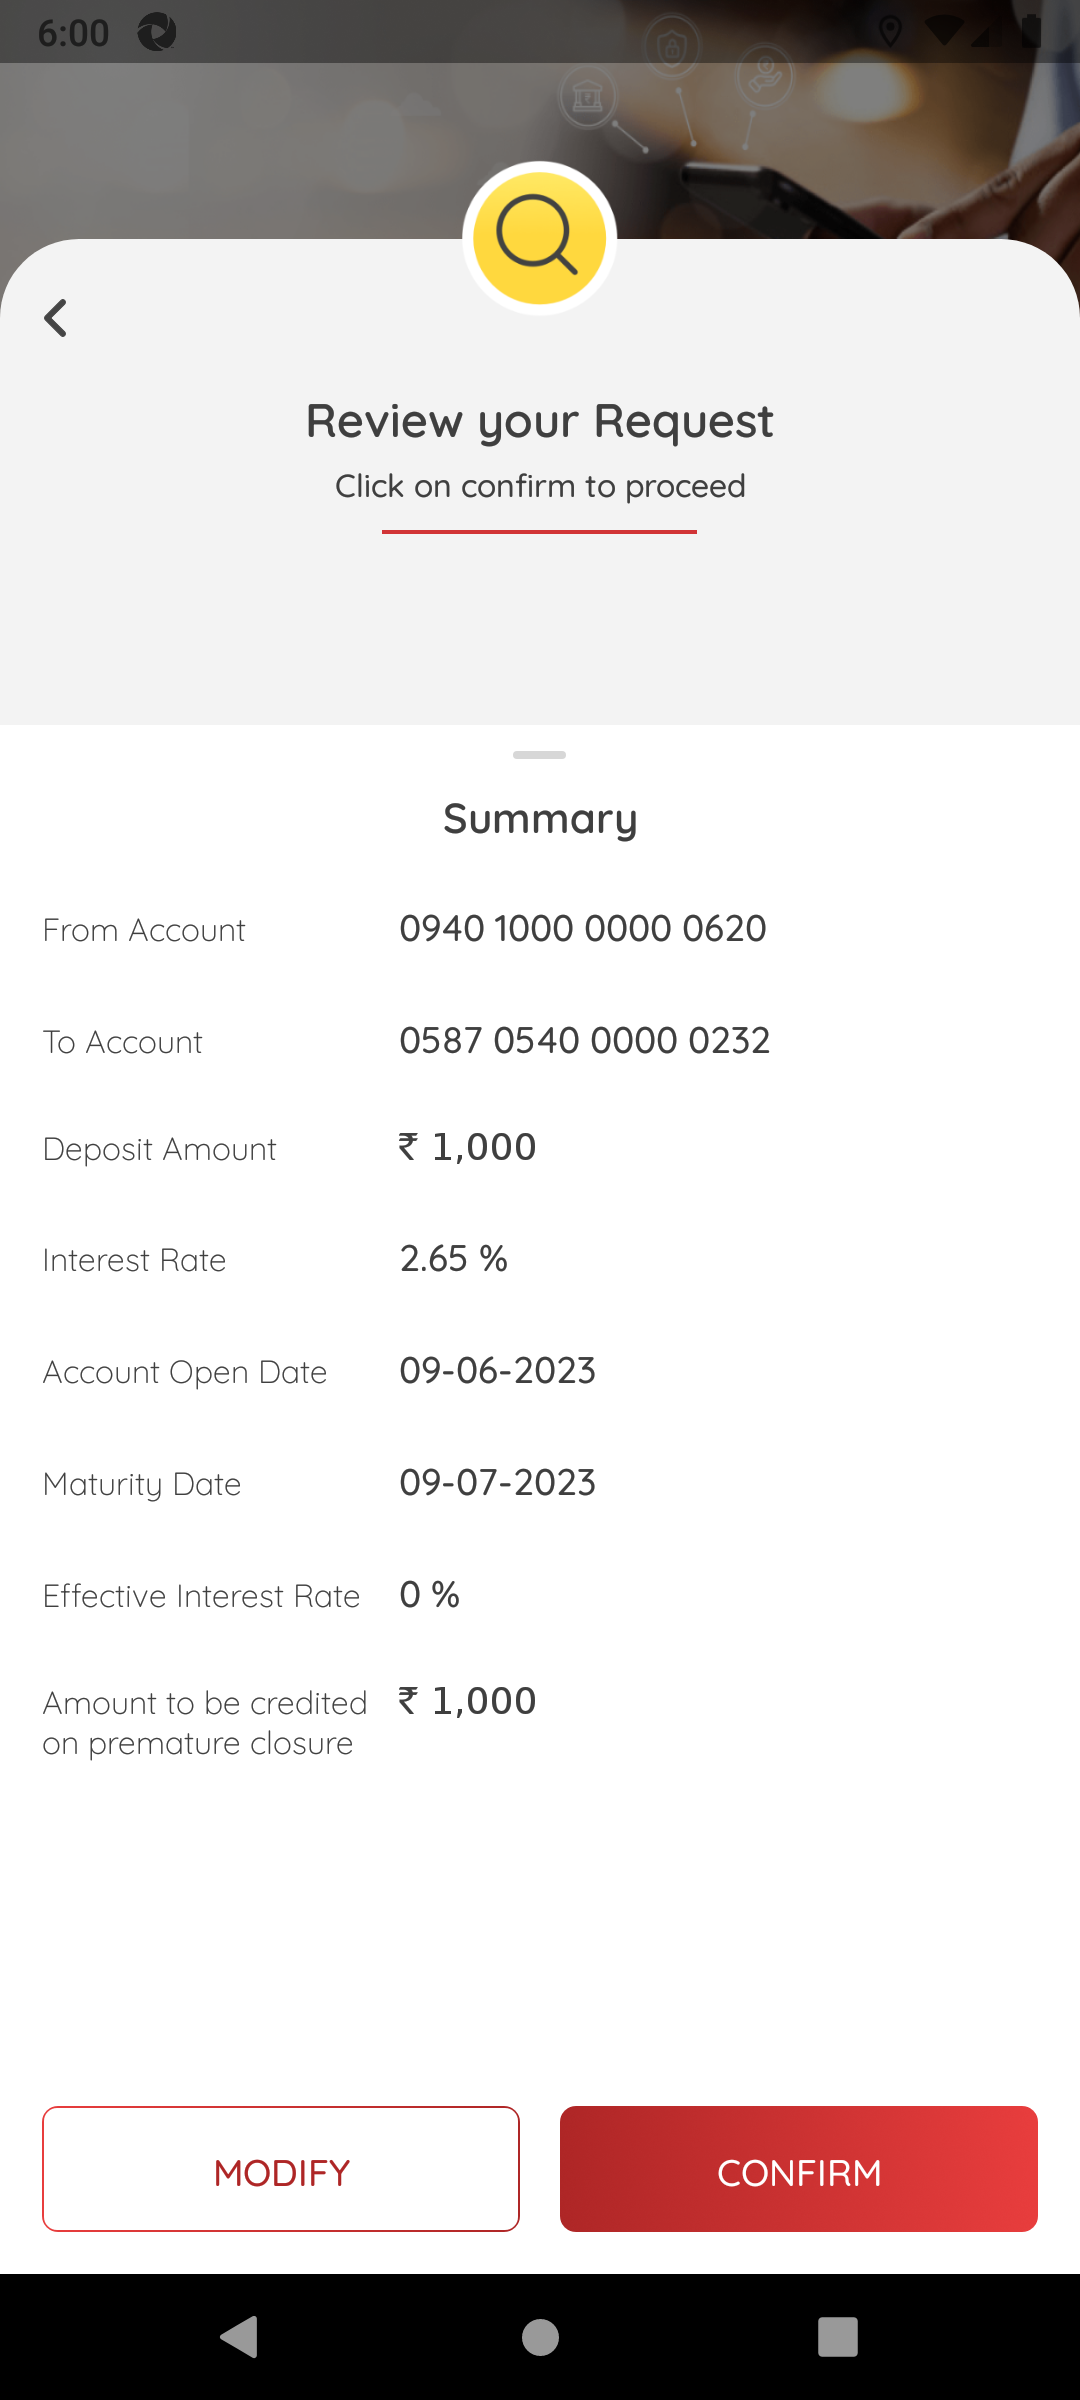 6:00
Review your Request
Click on confirm to proceed
Summary
From Account 0940 1000 0000 0620
To Account 0587 0540 0000 0232
Deposit Amount ₹ 1,000
Interest Rate 2.65 %
Account Open Date 09-06-2023
Maturity Date 09-07-2023
Effective Interest Rate 0 %
Amount to be credited ₹ 1,000
on premature closure
MODIFY CONFIRM